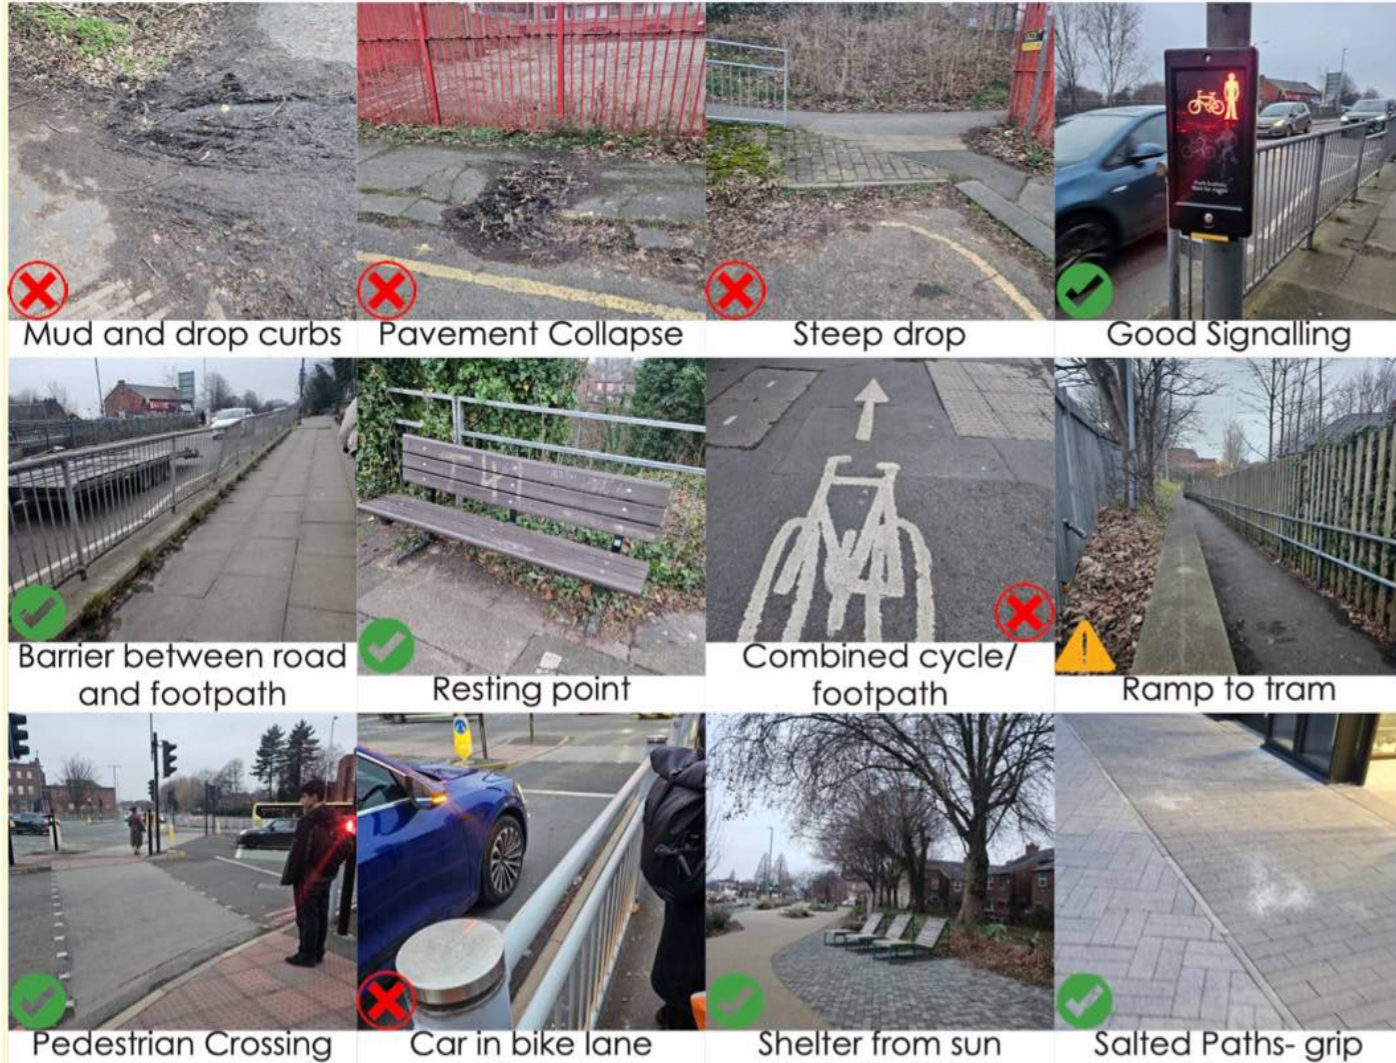 Mud and drop curbs
Pavement Collapse
Steep drop
Good Signalling
Barrier between road
and footpath
Resting point
Combined cycle/
footpath
Ramp to tram
Pedestrian Crossing
Car in bike lane
Shelter from sun
Salted Paths- grip